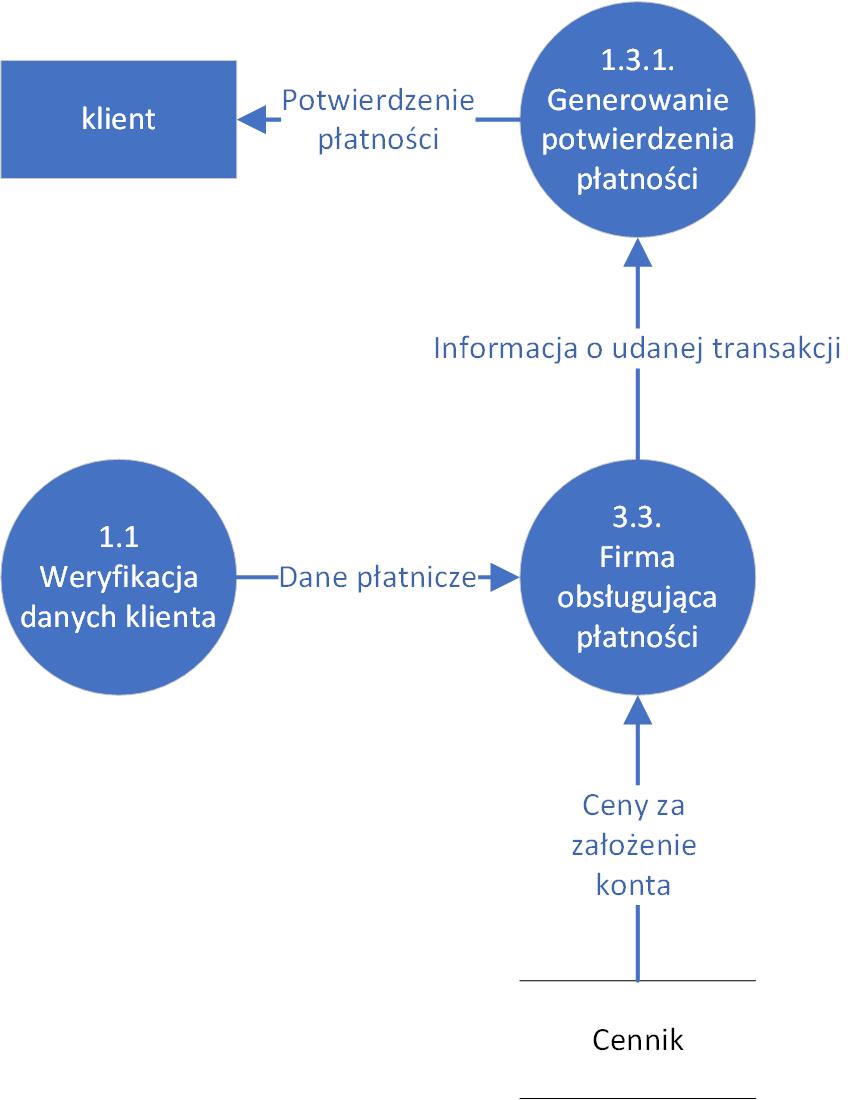 klient
Potwierdzenie
płatności
1.3.1.
Generowanie
potwierdzenia
płatności
Informacja o udanej transakcji
1.1
Weryfikacja
danych klienta
Dane płatnicze
3.3.
Firma
obsługująca
płatności
Ceny za
założenie
konta
Cennik